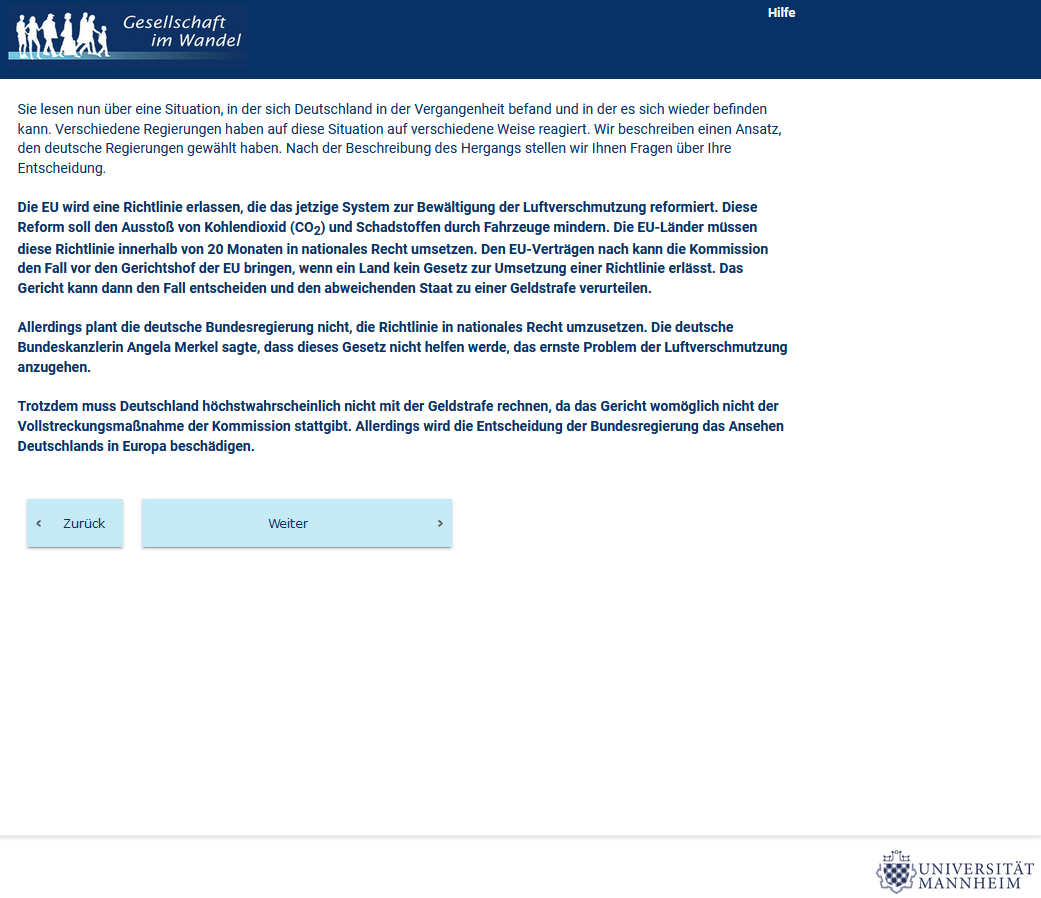 Gesellschaft
im Wandel
Hilfe
Sie lesen nun über eine Situation, in der sich Deutschland in der Vergangenheit befand und in der es sich wieder befinden
kann. Verschiedene Regierungen haben auf diese Situation auf verschiedene Weise reagiert. Wir beschreiben einen Ansatz,
den deutsche Regierungen gewählt haben. Nach der Beschreibung des Hergangs stellen wir Ihnen Fragen über Ihre
Entscheidung.
Die EU wird eine Richtlinie erlassen, die das jetzige System zur Bewältigung der Luftverschmutzung reformiert. Diese
Reform soll den Ausstoß von Kohlendioxid (CO2) und Schadstoffen durch Fahrzeuge mindern. Die EU-Länder müssen
diese Richtlinie innerhalb von 20 Monaten in nationales Recht umsetzen. Den EU-Verträgen nach kann die Kommission
den Fall vor den Gerichtshof der EU bringen, wenn ein Land kein Gesetz zur Umsetzung einer Richtlinie erlässt. Das
Gericht kann dann den Fall entscheiden und den abweichenden Staat zu einer Geldstrafe verurteilen.
Allerdings plant die deutsche Bundesregierung nicht, die Richtlinie in nationales Recht umzusetzen. Die deutsche
Bundeskanzlerin Angela Merkel sagte, dass dieses Gesetz nicht helfen werde, das ernste Problem der Luftverschmutzung
anzugehen.
Trotzdem muss Deutschland höchstwahrscheinlich nicht mit der Geldstrafe rechnen, da das Gericht womöglich nicht der
Vollstreckungsmaßnahme der Kommission stattgibt. Allerdings wird die Entscheidung der Bundesregierung das Ansehen
Deutschlands in Europa beschädigen.
‹ Zurück
Weiter ›
UNIVERSITÄT
MANNHEIM